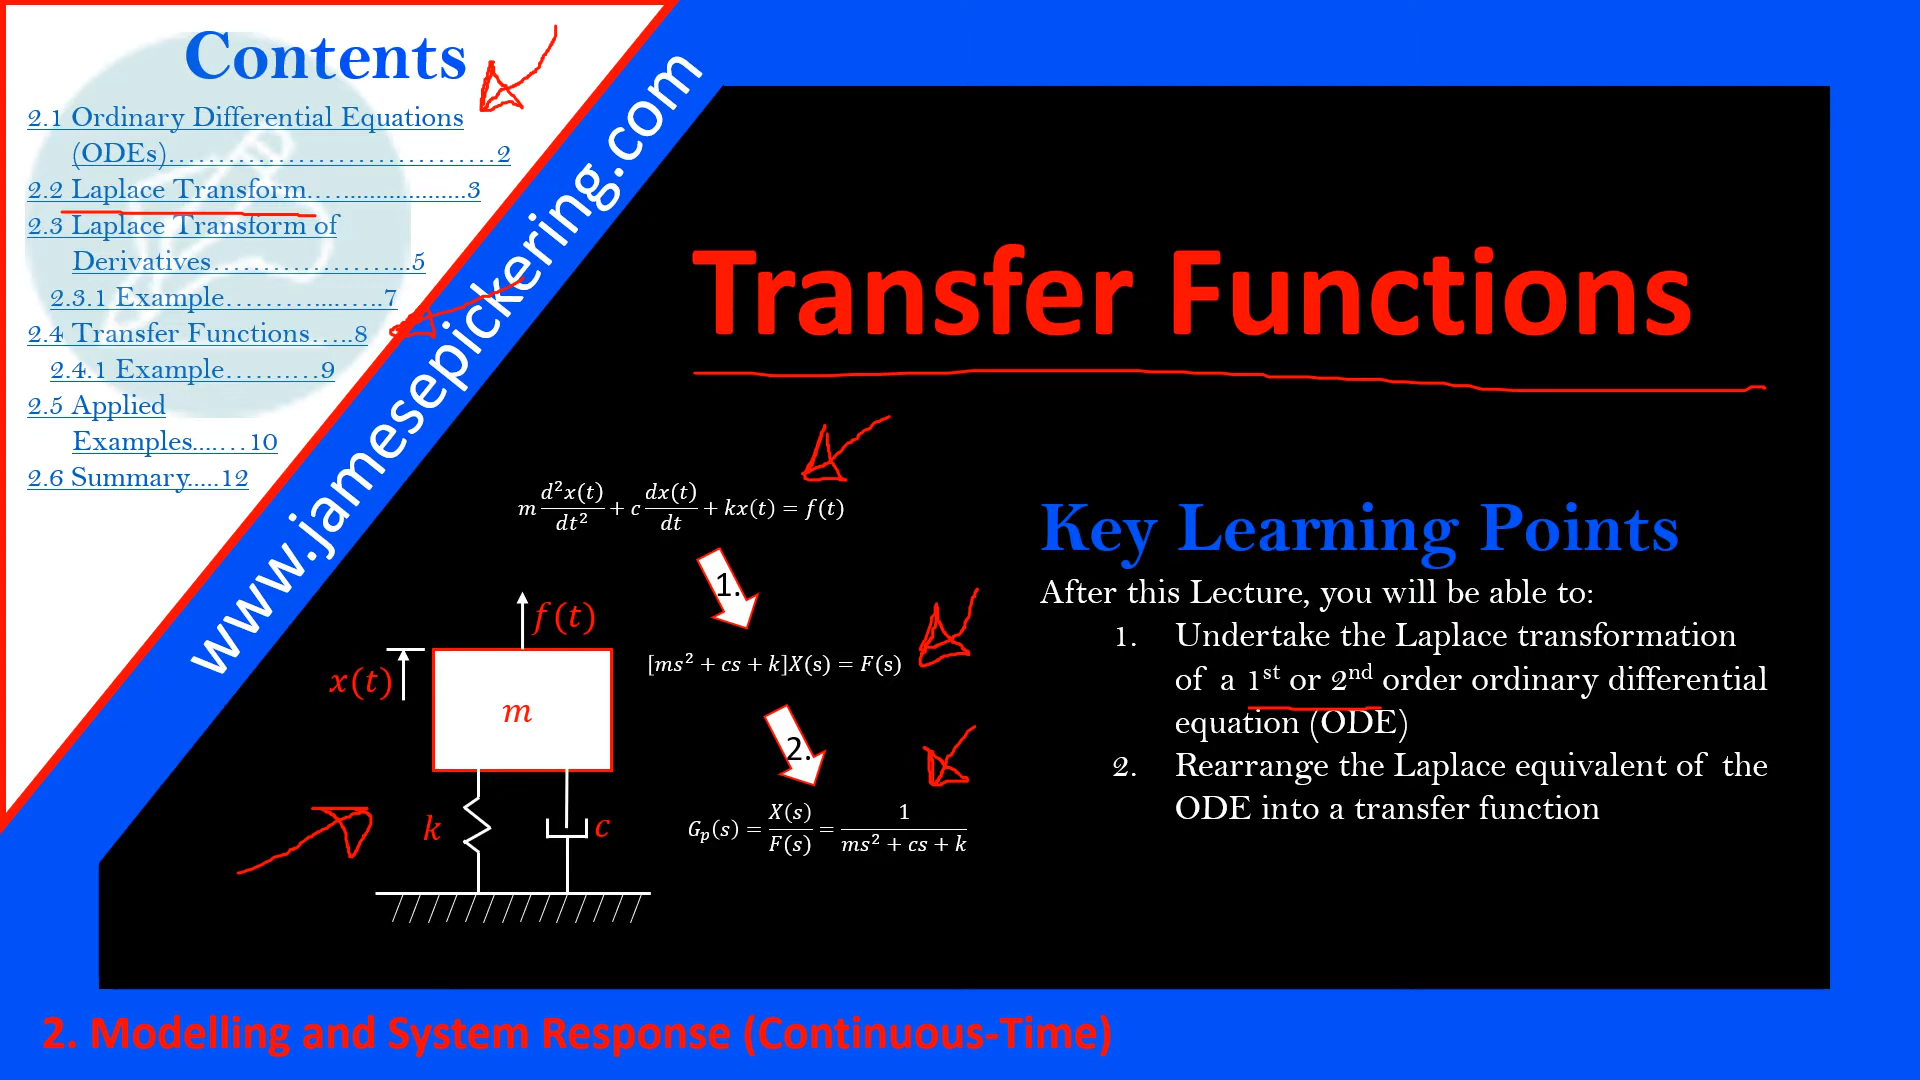 Contents
2.1 Ordinary Differential Equations
(ODEs)……………………………2
2.2 Laplace Transform…...................3
2.3 Laplace Transform of
Derivatives………………...5
2.3.1 Example………....…..7
2.4 Transfer Functions…..8
2.4.1 Example…….…9
2.5 Applied
Examples....…10
2.6 Summary.....12
www.jamesepickering.com
Transfer Functions
m d²x(t)/dt² + c dx(t)/dt + kx(t) = f(t)
1.
[ms² + cs + k]X(s) = F(s)
2.
G_p(s) = X(s)/F(s) = 1/(ms² + cs + k)
f(t)
x(t)
m
k
c
Key Learning Points
After this Lecture, you will be able to:
1. Undertake the Laplace transformation
of a 1st or 2nd order ordinary differential
equation (ODE)
2. Rearrange the Laplace equivalent of the
ODE into a transfer function
2. Modelling and System Response (Continuous-Time)